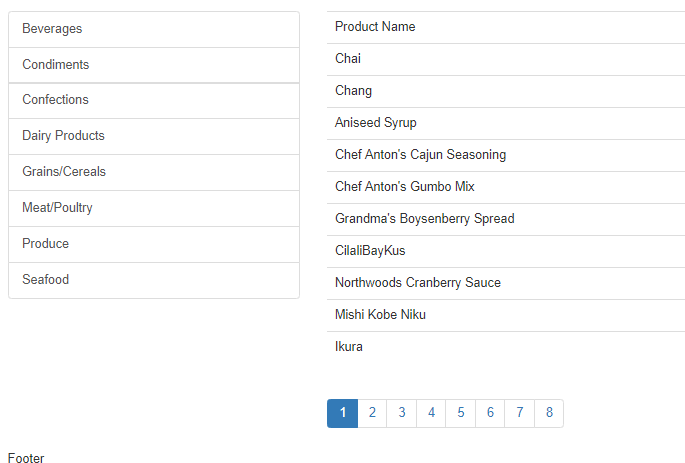 Beverages
Condiments
Confections
Dairy Products
Grains/Cereals
Meat/Poultry
Produce
Seafood
Product Name
Chai
Chang
Aniseed Syrup
Chef Anton's Cajun Seasoning
Chef Anton's Gumbo Mix
Grandma's Boysenberry Spread
CilaliBayKus
Northwoods Cranberry Sauce
Mishi Kobe Niku
Ikura
1 2 3 4 5 6 7 8
Footer